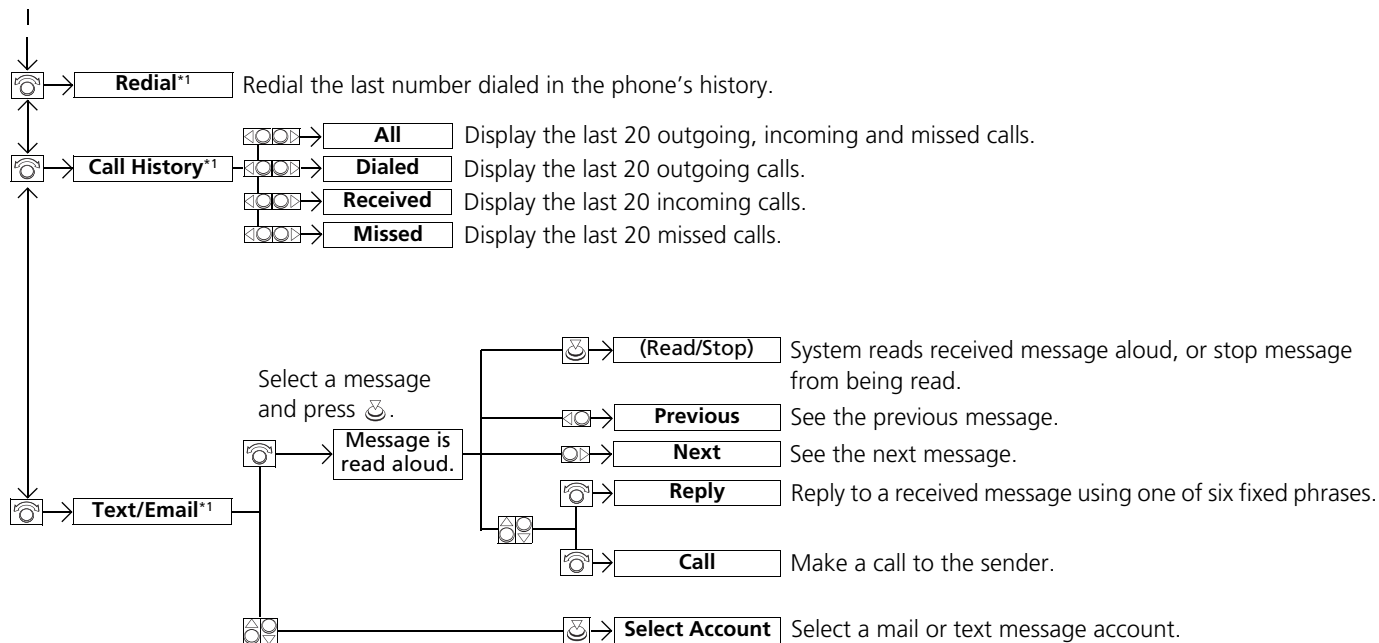 Redial*1 Redial the last number dialed in the phone’s history.
All Display the last 20 outgoing, incoming and missed calls.
Call History*1 Dialed Display the last 20 outgoing calls.
Received Display the last 20 incoming calls.
Missed Display the last 20 missed calls.
(Read/Stop) System reads received message aloud, or stop message
from being read.
Select a message
and press .
Previous See the previous message.
Message is
read aloud.
Next See the next message.
Reply Reply to a received message using one of six fixed phrases.
Text/Email*1
Call Make a call to the sender.
Select Account Select a mail or text message account.